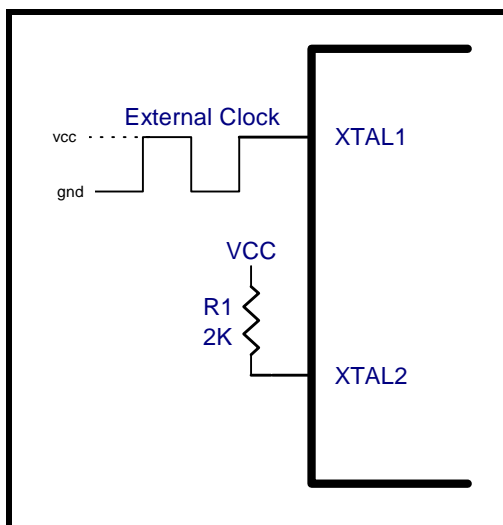 External Clock
vcc
XTAL1
gnd
VCC
R1
2K
XTAL2